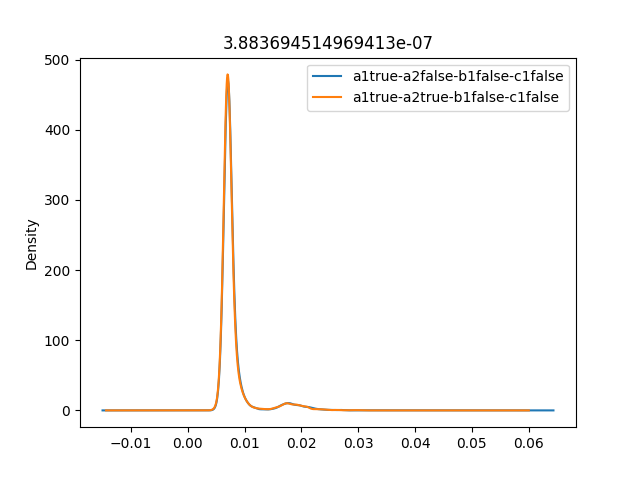 3.883694514969413e-07
a1true-a2false-b1false-c1false
a1true-a2true-b1false-c1false
Density
500
400
300
200
100
0
−0.01 0.00 0.01 0.02 0.03 0.04 0.05 0.06